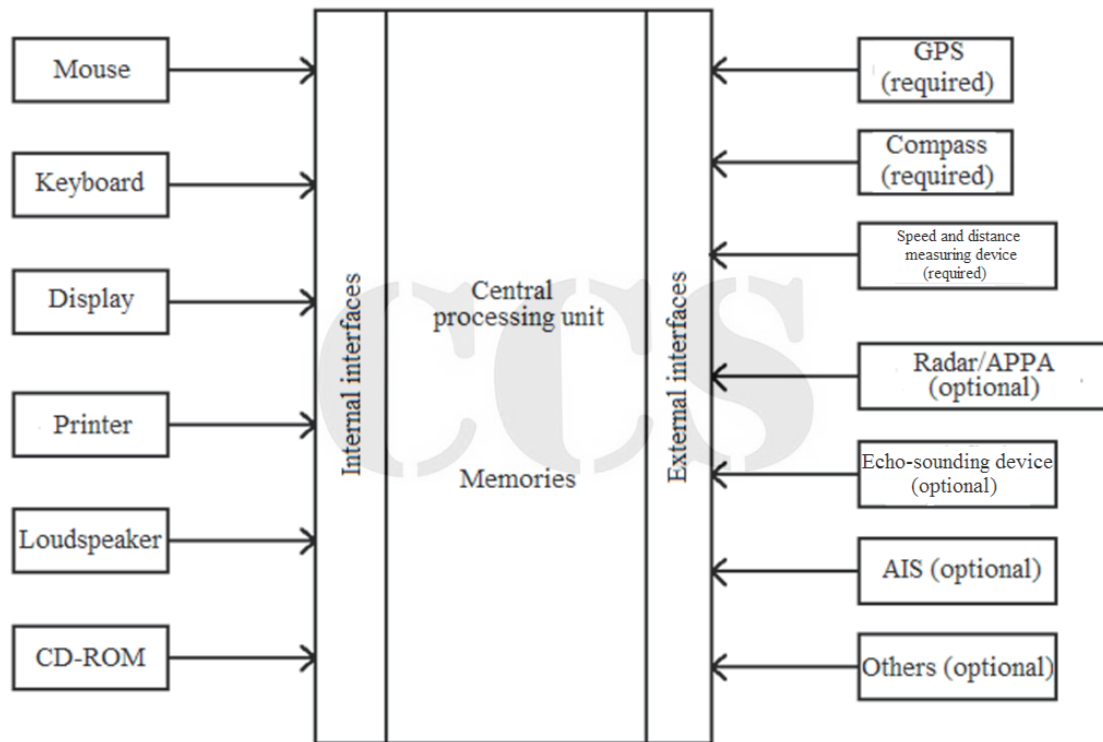 Mouse
Keyboard
Display
Printer
Loudspeaker
CD-ROM
Internal interfaces
Central
processing unit
Memories
External interfaces
GPS
(required)
Compass
(required)
Speed and distance
measuring device
(required)
Radar/APPA
(optional)
Echo-sounding device
(optional)
AIS (optional)
Others (optional)
CCS